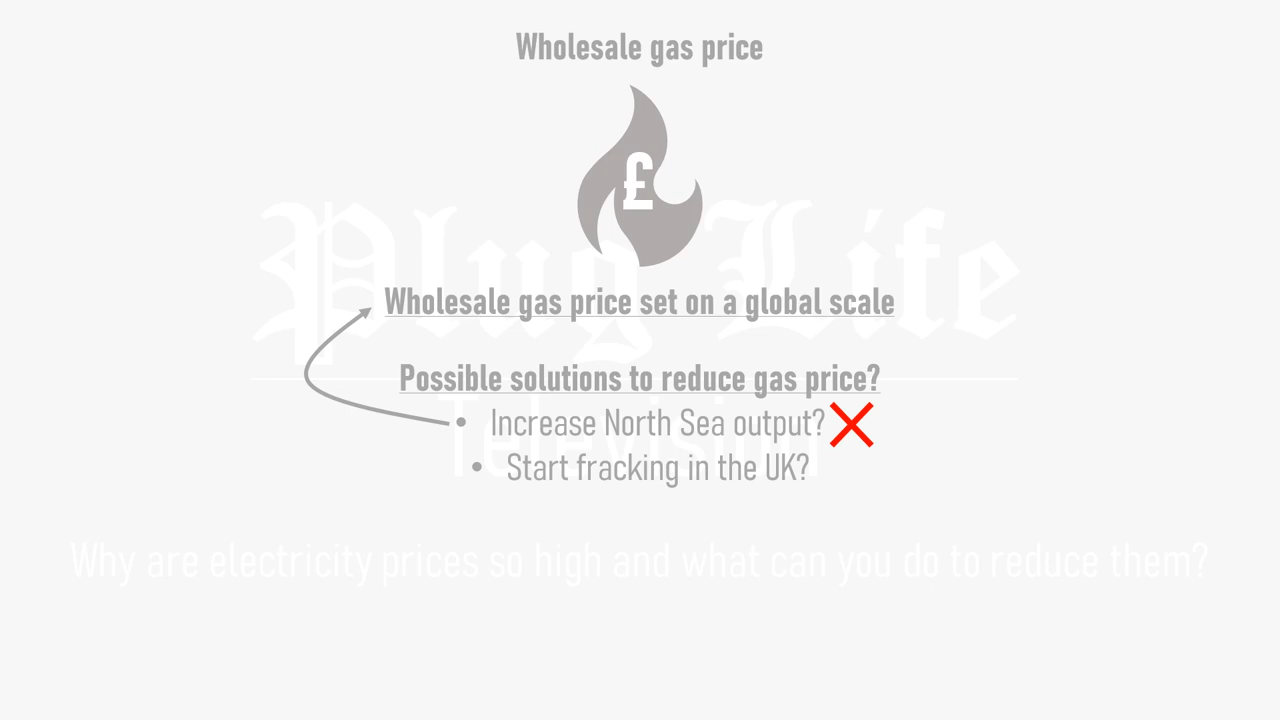 Wholesale gas price
£
Plug Life
Wholesale gas price set on a global scale
Possible solutions to reduce gas price?
• Increase North Sea output?
Television
• Start fracking in the UK?
Why are electricity prices so high and what can you do to reduce them?